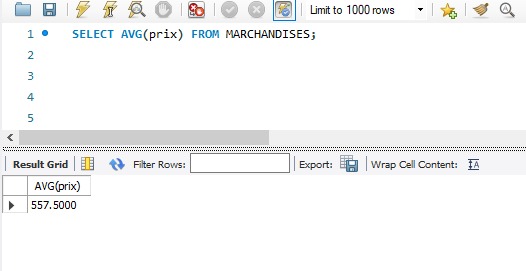 Limit to 1000 rows
1 SELECT AVG(prix) FROM MARCHANDISES;
2
3
4
5
Result Grid Filter Rows: Export: Wrap Cell Content:
AVG(prix)
557.5000